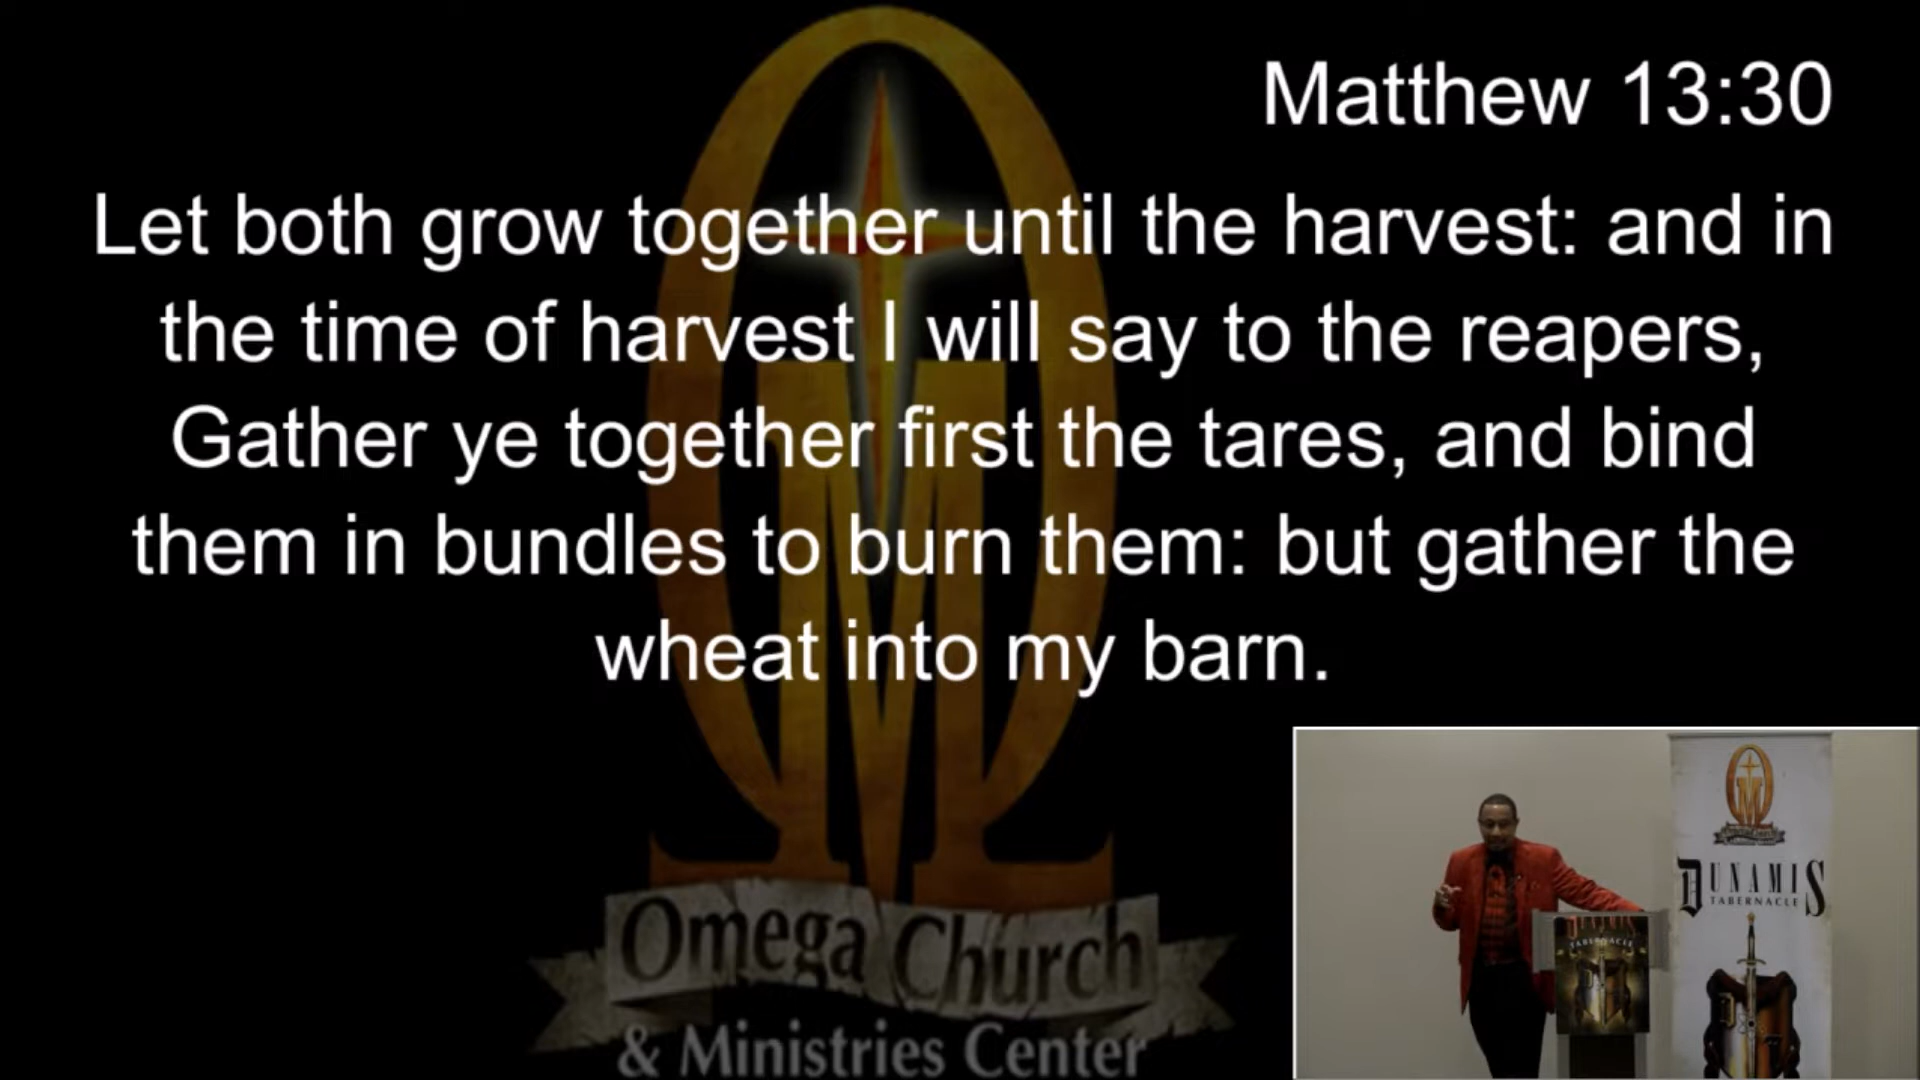 Matthew 13:30
Let both grow together until the harvest: and in
the time of harvest I will say to the reapers,
Gather ye together first the tares, and bind
them in bundles to burn them: but gather the
wheat into my barn.
Omega Church
& Ministries Center
DUNAMIS
TABERNACLE
TABERNACLE